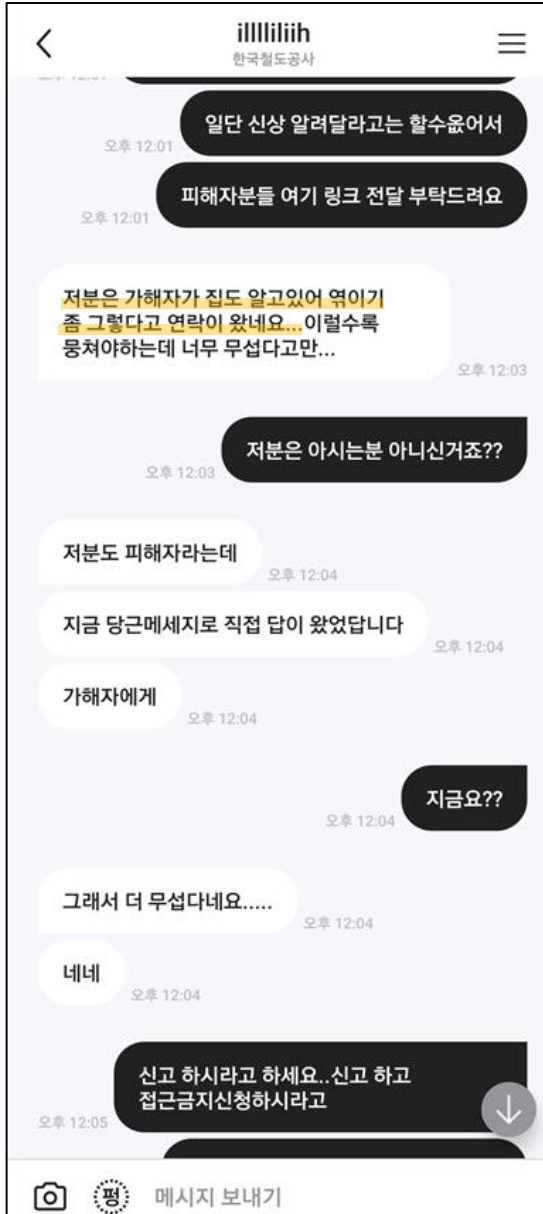 illlliliih
한국철도공사
일단 신상 알려달라고는 할수옶어서
오후 12:01
피해자분들 여기 링크 전달 부탁드려요
오후 12:01
저분은 가해자가 집도 알고있어 엮이기
좀 그렇다고 연락이 왔네요...이럴수록
뭉쳐야하는데 너무 무섭다고만...
오후 12:03
저분은 아시는분 아니신거죠??
오후 12:03
저분도 피해자라는데
오후 12:04
지금 당근메세지로 직접 답이 왔었답니다
오후 12:04
가해자에게
오후 12:04
지금요??
오후 12:04
그래서 더 무섭다네요.....
오후 12:04
네네
오후 12:04
신고 하시라고 하세요..신고 하고
접근금지신청하시라고
오후 12:05
펑
메시지 보내기